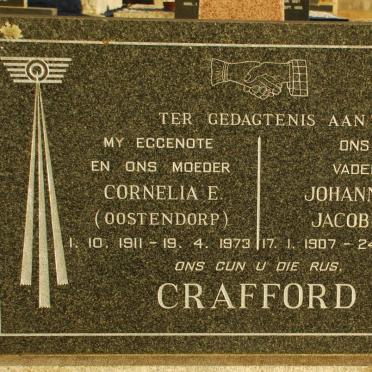 TER GEDAGTENIS AAN
MY EGGENOTE
EN ONS MOEDER
CORNELIA E.
(OOSTENDORP)
1. 10. 1911 - 19. 4. 1973
ONS
VADE
JOHANN
JACOB
17. 1. 1907 - 24
ONS GUN U DIE RUS.
CRAFFORD